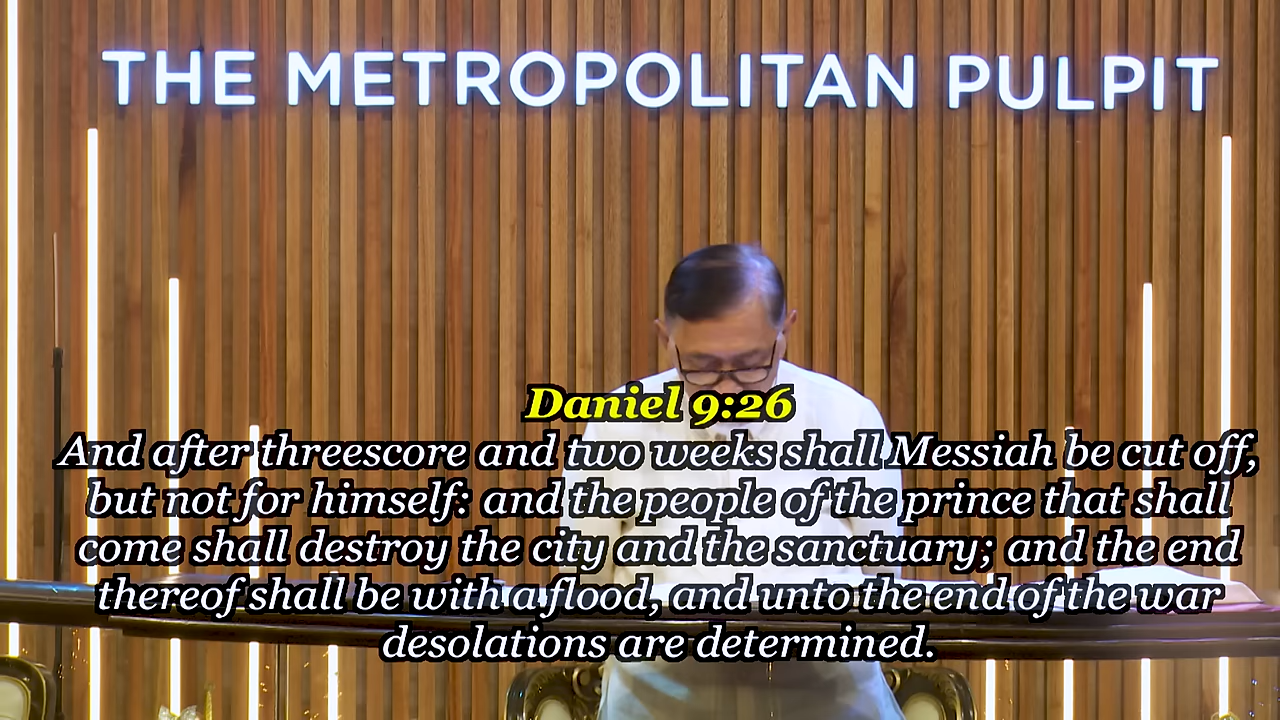 THE METROPOLITAN PULPIT
Daniel 9:26
And after threescore and two weeks shall Messiah be cut off,
but not for himself: and the people of the prince that shall
come shall destroy the city and the sanctuary; and the end
thereof shall be with a flood, and unto the end of the war
desolations are determined.